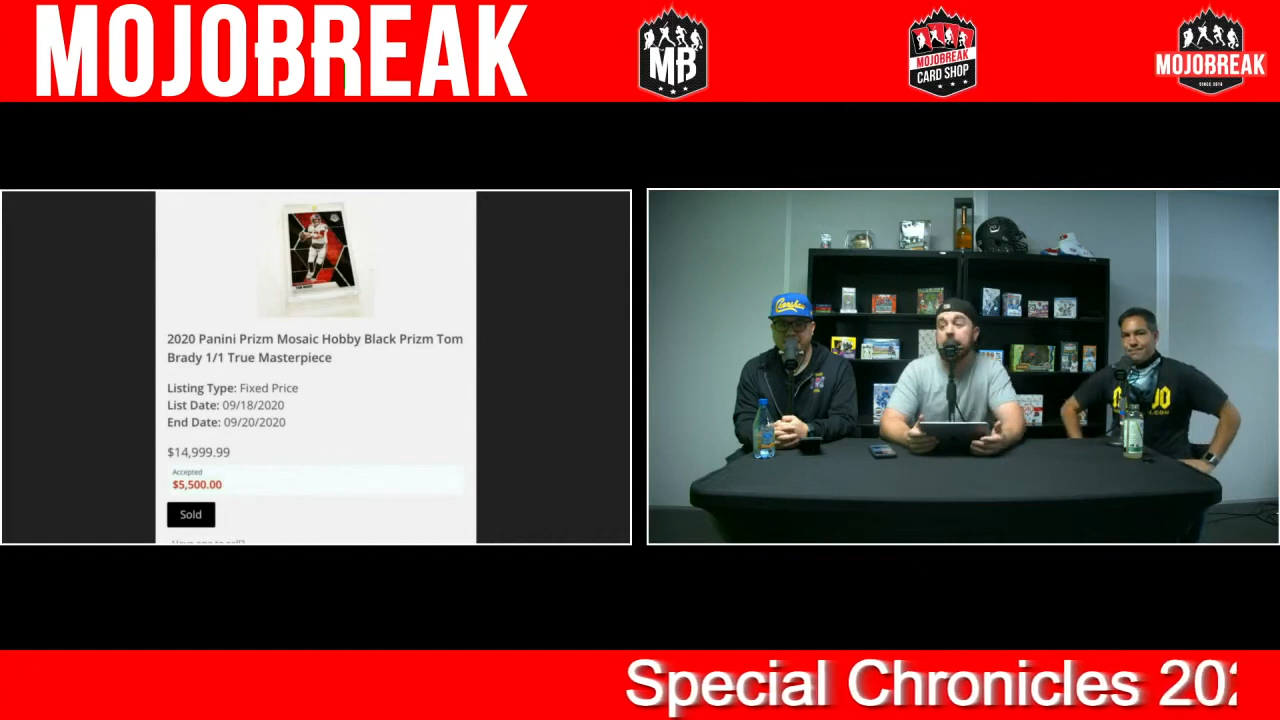 MOJOBREAK
MB
MOJOBREAK
CARD SHOP
MOJOBREAK
2020 Panini Prizm Mosaic Hobby Black Prizm Tom
Brady 1/1 True Masterpiece
Listing Type: Fixed Price
List Date: 09/18/2020
End Date: 09/20/2020
$14,999.99
Accepted
$5,500.00
Sold
Special Chronicles 202